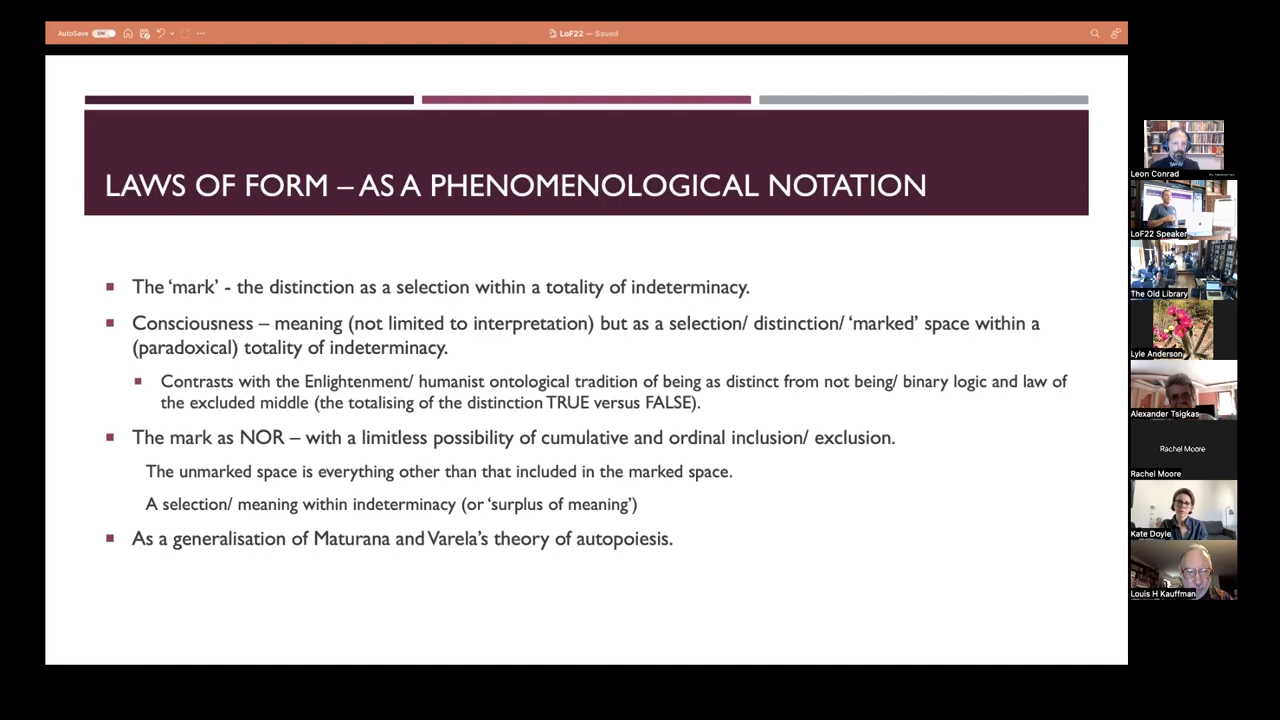 AutoSave ON LoF22 — Saved
LAWS OF FORM – AS A PHENOMENOLOGICAL NOTATION
▪ The ‘mark’ - the distinction as a selection within a totality of indeterminacy.
▪ Consciousness – meaning (not limited to interpretation) but as a selection/ distinction/ ‘marked’ space within a
(paradoxical) totality of indeterminacy.
▪ Contrasts with the Enlightenment/ humanist ontological tradition of being as distinct from not being/ binary logic and law of
the excluded middle (the totalising of the distinction TRUE versus FALSE).
▪ The mark as NOR – with a limitless possibility of cumulative and ordinal inclusion/ exclusion.
The unmarked space is everything other than that included in the marked space.
A selection/ meaning within indeterminacy (or ‘surplus of meaning’)
▪ As a generalisation of Maturana and Varela’s theory of autopoiesis.
Leon Conrad
LoF22 Speaker
The Old Library
Lyle Anderson
Alexander Tsigkas
Rachel Moore
Rachel Moore
Kate Doyle
Louis H Kauffman